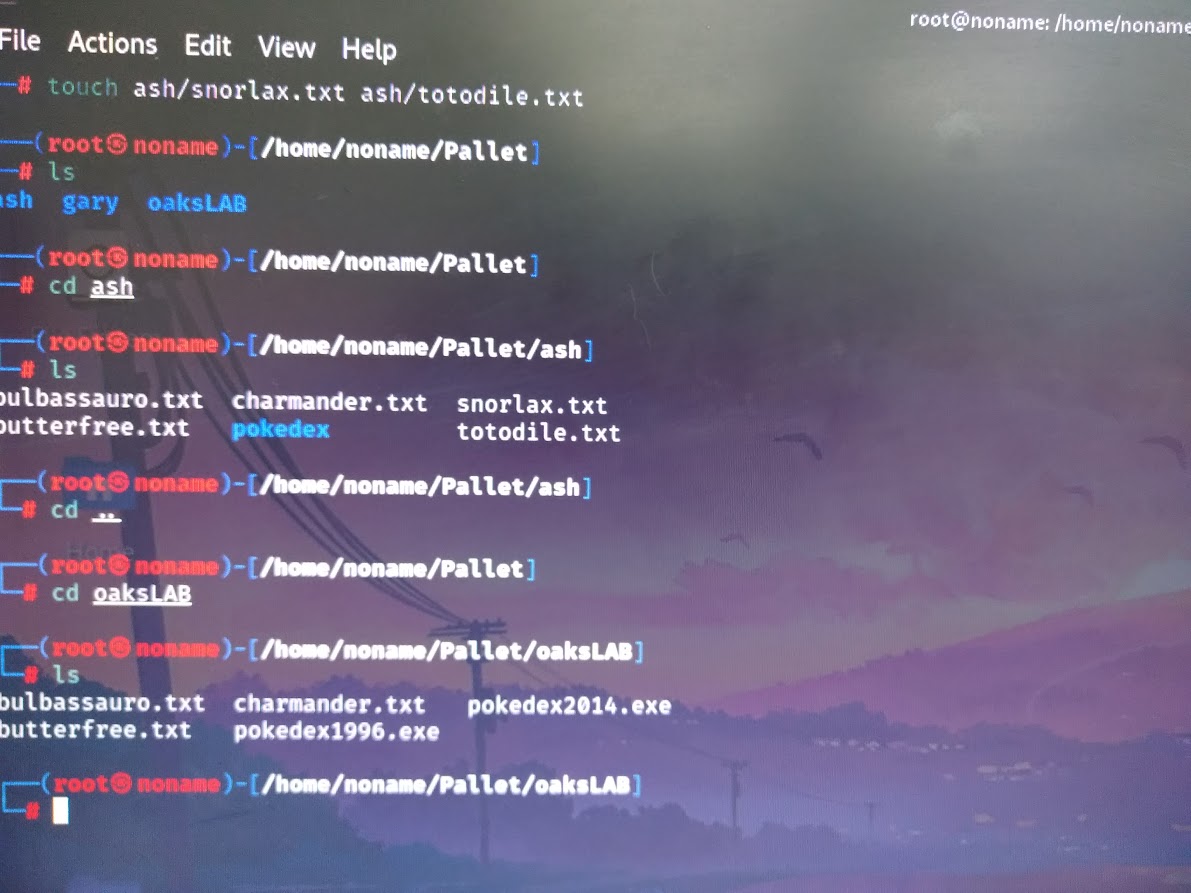 root@noname: /home/noname
File Actions Edit View Help
# touch ash/snorlax.txt ash/totodile.txt
(root㉿noname)-[/home/noname/Pallet]
# ls
ash gary oaksLAB
(root㉿noname)-[/home/noname/Pallet]
# cd ash
(root㉿noname)-[/home/noname/Pallet/ash]
# ls
bulbassauro.txt charmander.txt snorlax.txt
butterfree.txt pokedex totodile.txt
(root㉿noname)-[/home/noname/Pallet/ash]
# cd ..
Home
(root㉿noname)-[/home/noname/Pallet]
# cd oaksLAB
(root㉿noname)-[/home/noname/Pallet/oaksLAB]
# ls
bulbassauro.txt charmander.txt pokedex2014.exe
butterfree.txt pokedex1996.exe
(root㉿noname)-[/home/noname/Pallet/oaksLAB]
#